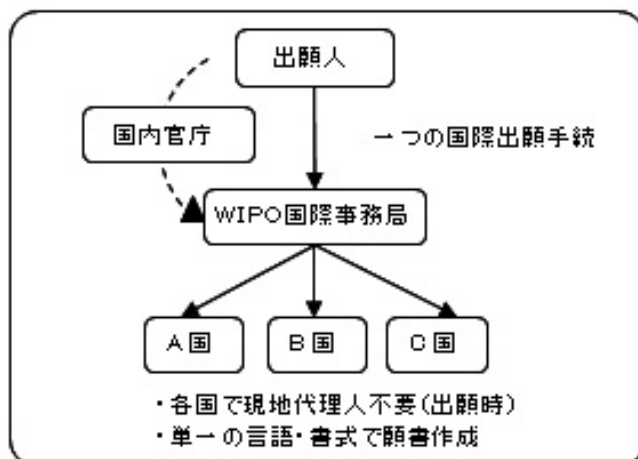 出願人
国内官庁
一つの国際出願手続
WIPO国際事務局
A国 B国 C国
・各国で現地代理人不要(出願時)
・単一の言語・書式で願書作成